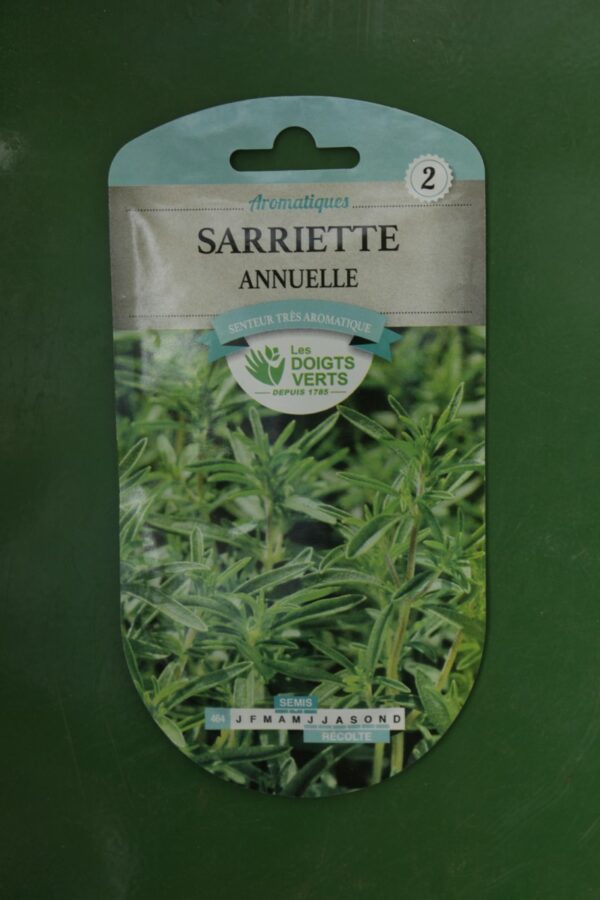 2
Aromatiques
SARRIETTE
ANNUELLE
SENTEUR TRÈS AROMATIQUE
Les
DOIGTS
VERTS
DEPUIS 1785
SEMIS
464 J F M A M J J A S O N D
RÉCOLTE